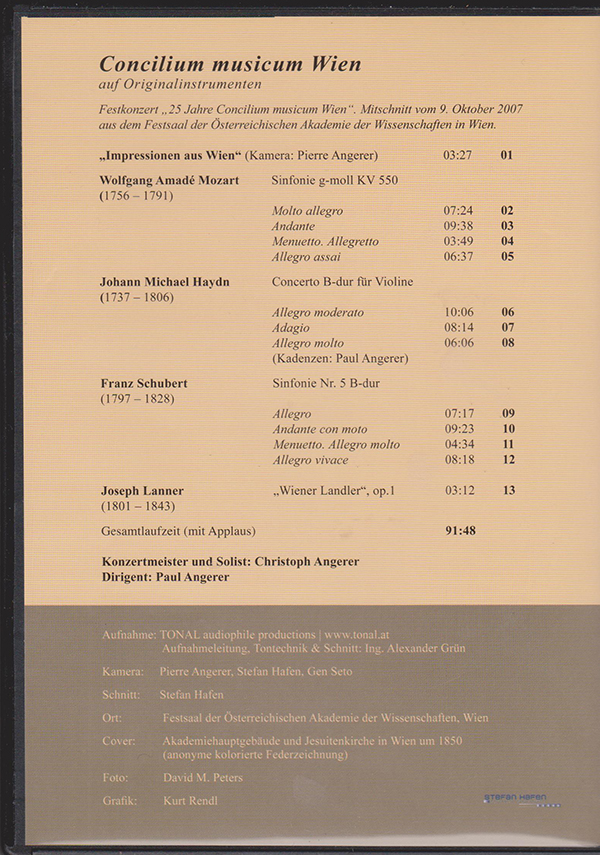 Concilium musicum Wien
auf Originalinstrumenten
Festkonzert „25 Jahre Concilium musicum Wien“. Mitschnitt vom 9. Oktober 2007
aus dem Festsaal der Österreichischen Akademie der Wissenschaften in Wien.
„Impressionen aus Wien“ (Kamera: Pierre Angerer) 03:27 01
Wolfgang Amadé Mozart Sinfonie g-moll KV 550
(1756 – 1791)
Molto allegro 07:24 02
Andante 09:38 03
Menuetto. Allegretto 03:49 04
Allegro assai 06:37 05
Johann Michael Haydn Concerto B-dur für Violine
(1737 – 1806)
Allegro moderato 10:06 06
Adagio 08:14 07
Allegro molto 06:06 08
(Kadenzen: Paul Angerer)
Franz Schubert Sinfonie Nr. 5 B-dur
(1797 – 1828)
Allegro 07:17 09
Andante con moto 09:23 10
Menuetto. Allegro molto 04:34 11
Allegro vivace 08:18 12
Joseph Lanner „Wiener Landler“, op.1 03:12 13
(1801 – 1843)
Gesamtlaufzeit (mit Applaus) 91:48
Konzertmeister und Solist: Christoph Angerer
Dirigent: Paul Angerer
Aufnahme: TONAL audiophile productions | www.tonal.at
Aufnahmeleitung, Tontechnik & Schnitt: Ing. Alexander Grün
Kamera: Pierre Angerer, Stefan Hafen, Gen Seto
Schnitt: Stefan Hafen
Ort: Festsaal der Österreichischen Akademie der Wissenschaften, Wien
Cover: Akademiehauptgebäude und Jesuitenkirche in Wien um 1850
(anonyme kolorierte Federzeichnung)
Foto: David M. Peters
Grafik: Kurt Rendl
STEFAN HAFEN